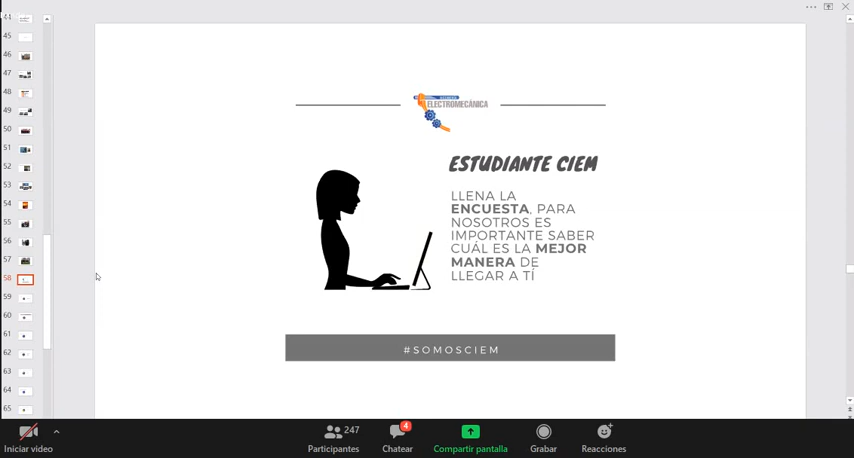 44
45
46
47
48
49
50
51
52
53
54
55
56
57
58
59
60
61
62
63
64
65
ELECTROMECÁNICA
ESTUDIANTE CIEM
LLENA LA
ENCUESTA, PARA
NOSOTROS ES
IMPORTANTE SABER
CUÁL ES LA MEJOR
MANERA DE
LLEGAR A TÍ
#SOMOSCIEM
247
4
Iniciar video
Participantes
Chatear
Compartir pantalla
Grabar
Reacciones